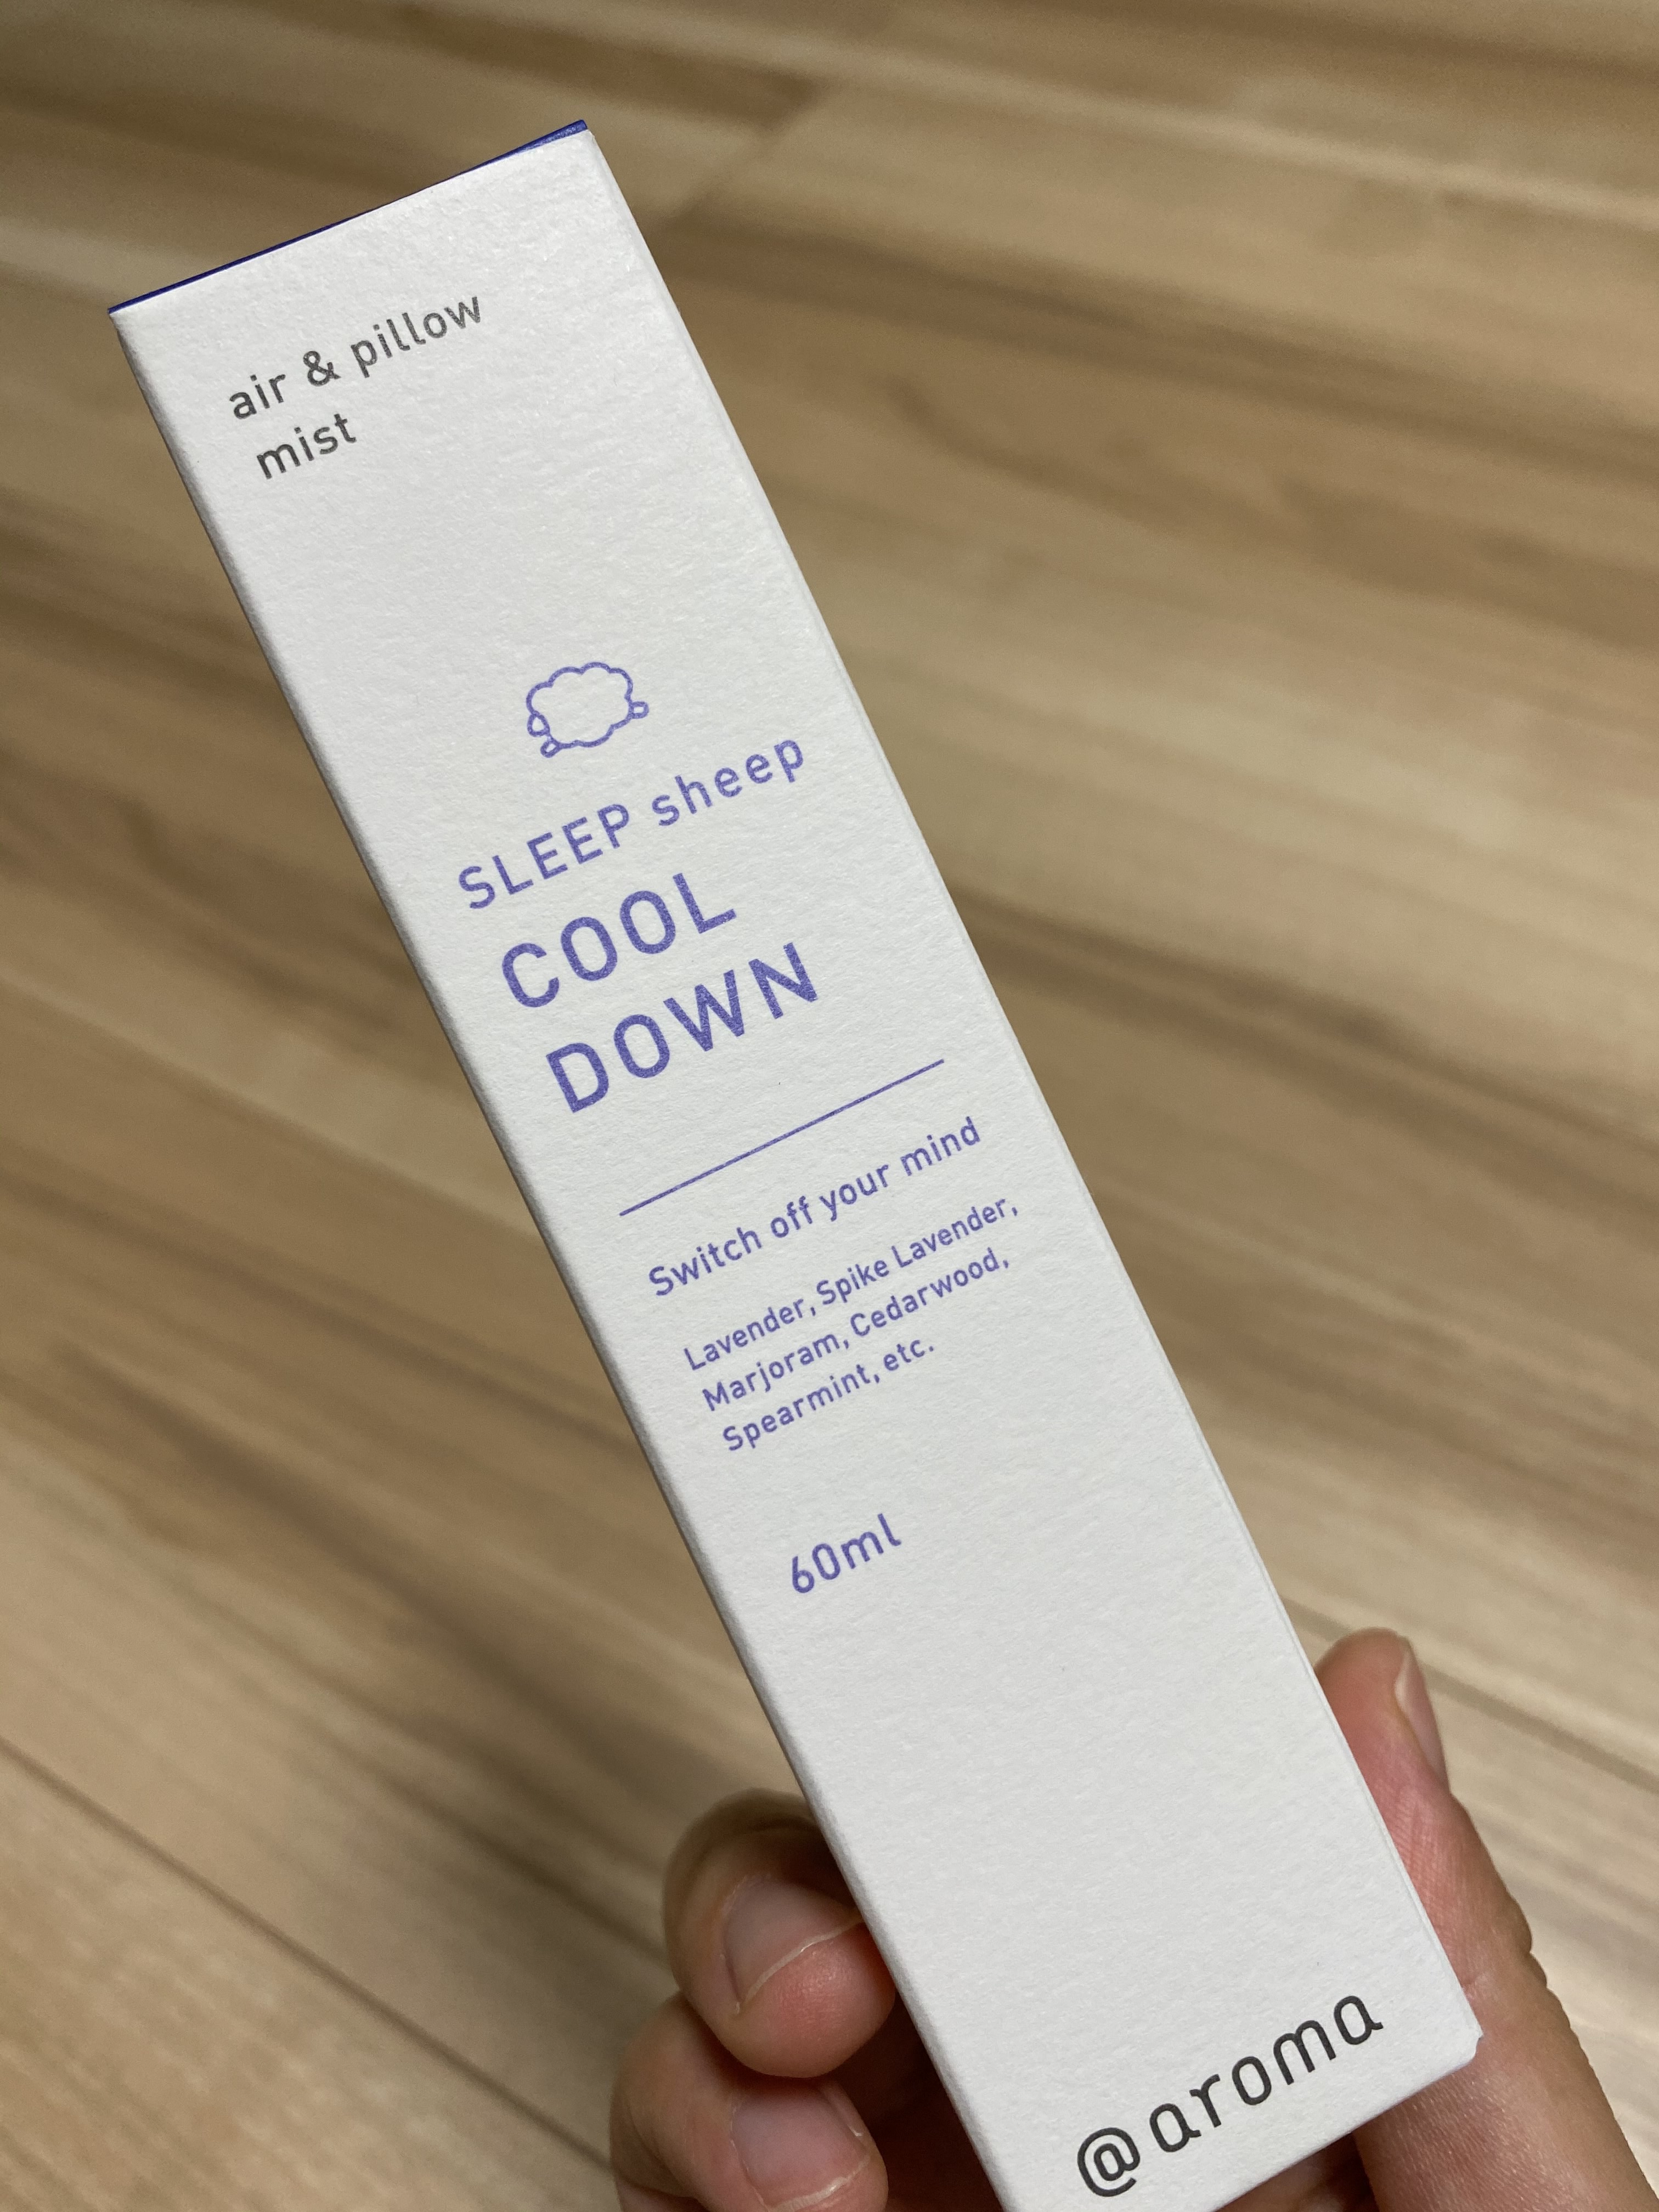 air & pillow
mist
SLEEP sheep
COOL
DOWN
Switch off your mind
Lavender, Spike Lavender,
Marjoram, Cedarwood,
Spearmint, etc.
60ml
@aroma